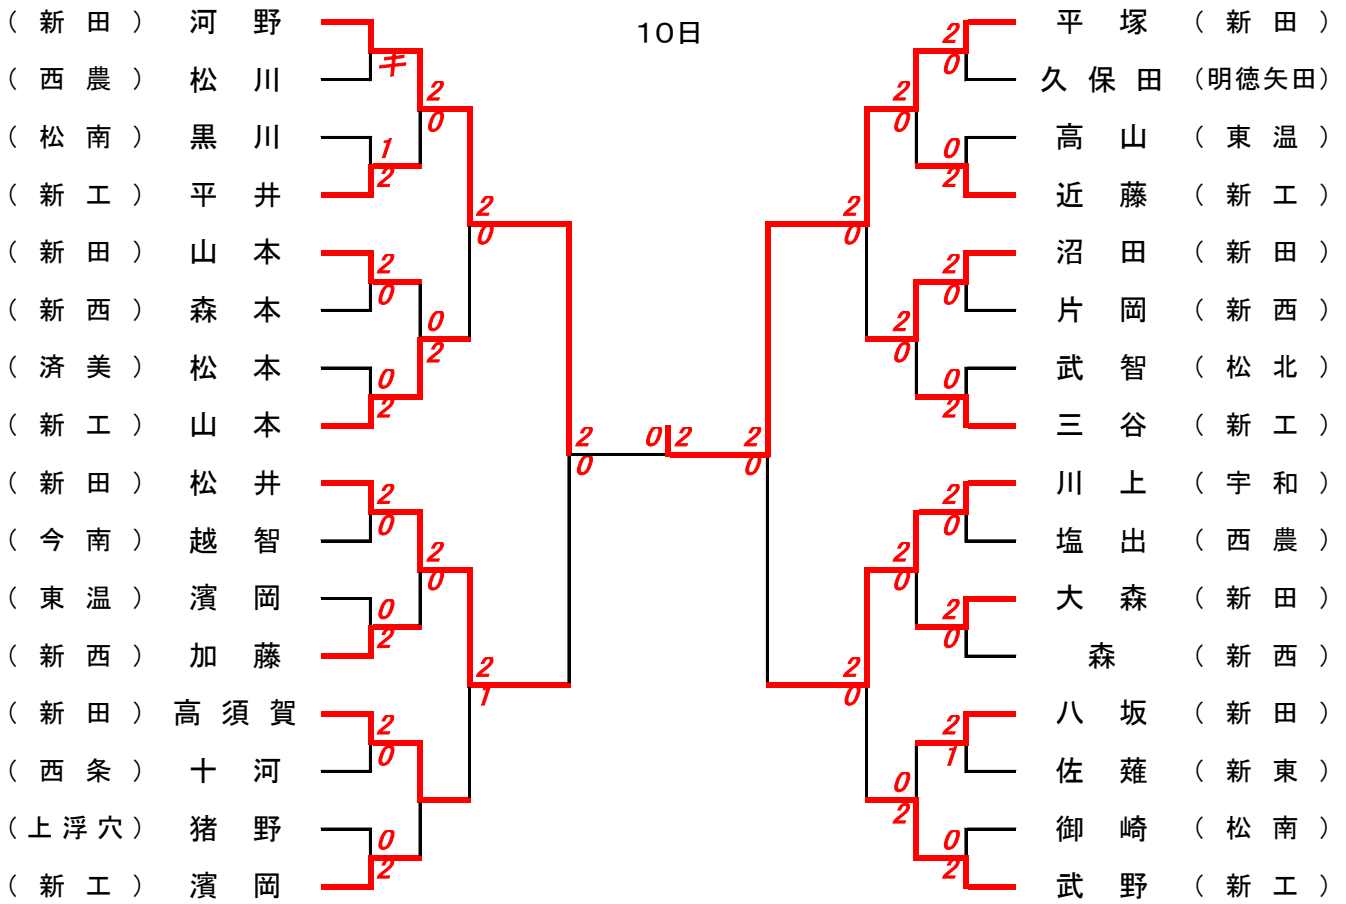 10日
(新田) 河野
(西農) 松川
(松南) 黒川
(新工) 平井
(新田) 山本
(新西) 森本
(済美) 松本
(新工) 山本
(新田) 松井
(今南) 越智
(東温) 濱岡
(新西) 加藤
(新田) 高須賀
(西条) 十河
(上浮穴) 猪野
(新工) 濱岡
キ
1
2
2
0
0
2
2
0
0
2
2
0
0
2
2
0
0
2
2
0
2
0
2
1
2
0
0 2
2
0
2
0
2
0
2
0
2
0
2
0
0
2
2
0
0
2
2
0
0
2
2
0
2
0
2
1
0
2
平塚 (新田)
久保田 (明徳矢田)
高山 (東温)
近藤 (新工)
沼田 (新田)
片岡 (新西)
武智 (松北)
三谷 (新工)
川上 (宇和)
塩出 (西農)
大森 (新田)
森 (新西)
八坂 (新田)
佐薙 (新東)
御崎 (松南)
武野 (新工)